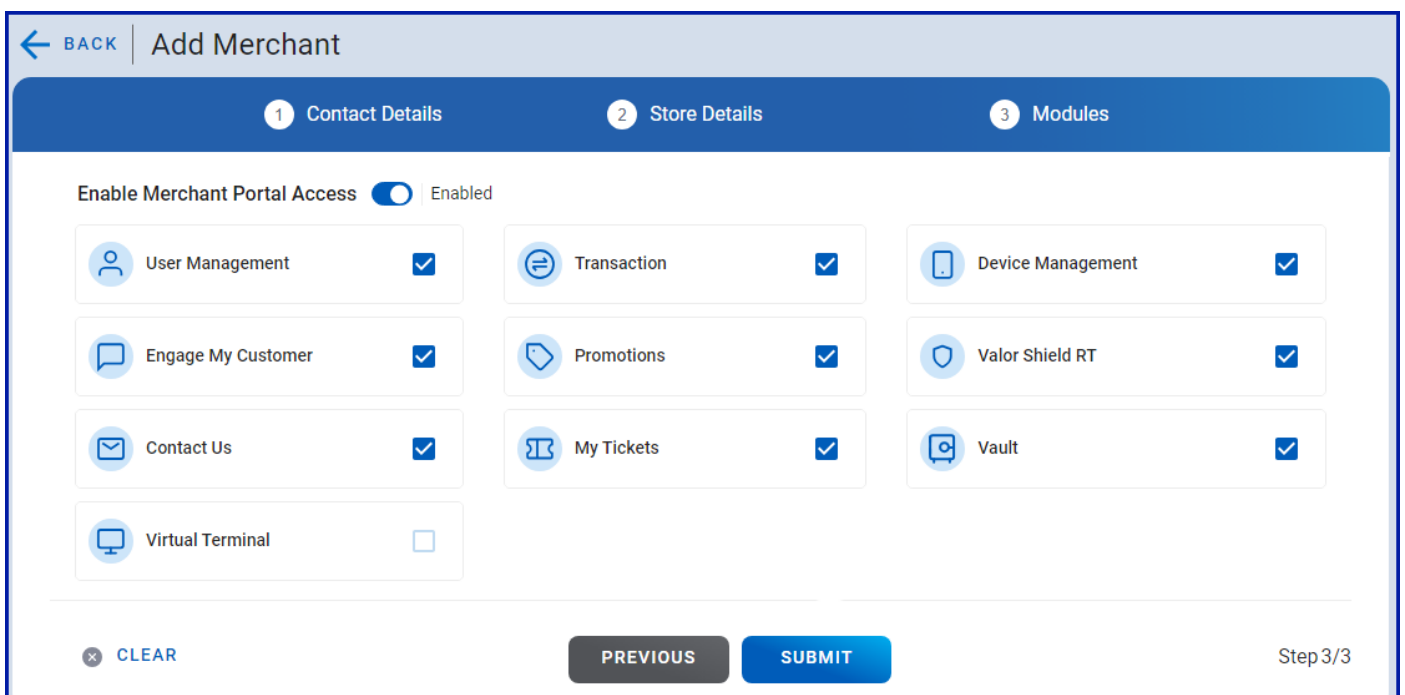 BACK Add Merchant
1 Contact Details 2 Store Details 3 Modules
Enable Merchant Portal Access Enabled
User Management Transaction Device Management
Engage My Customer Promotions Valor Shield RT
Contact Us My Tickets Vault
Virtual Terminal
CLEAR PREVIOUS SUBMIT Step 3/3